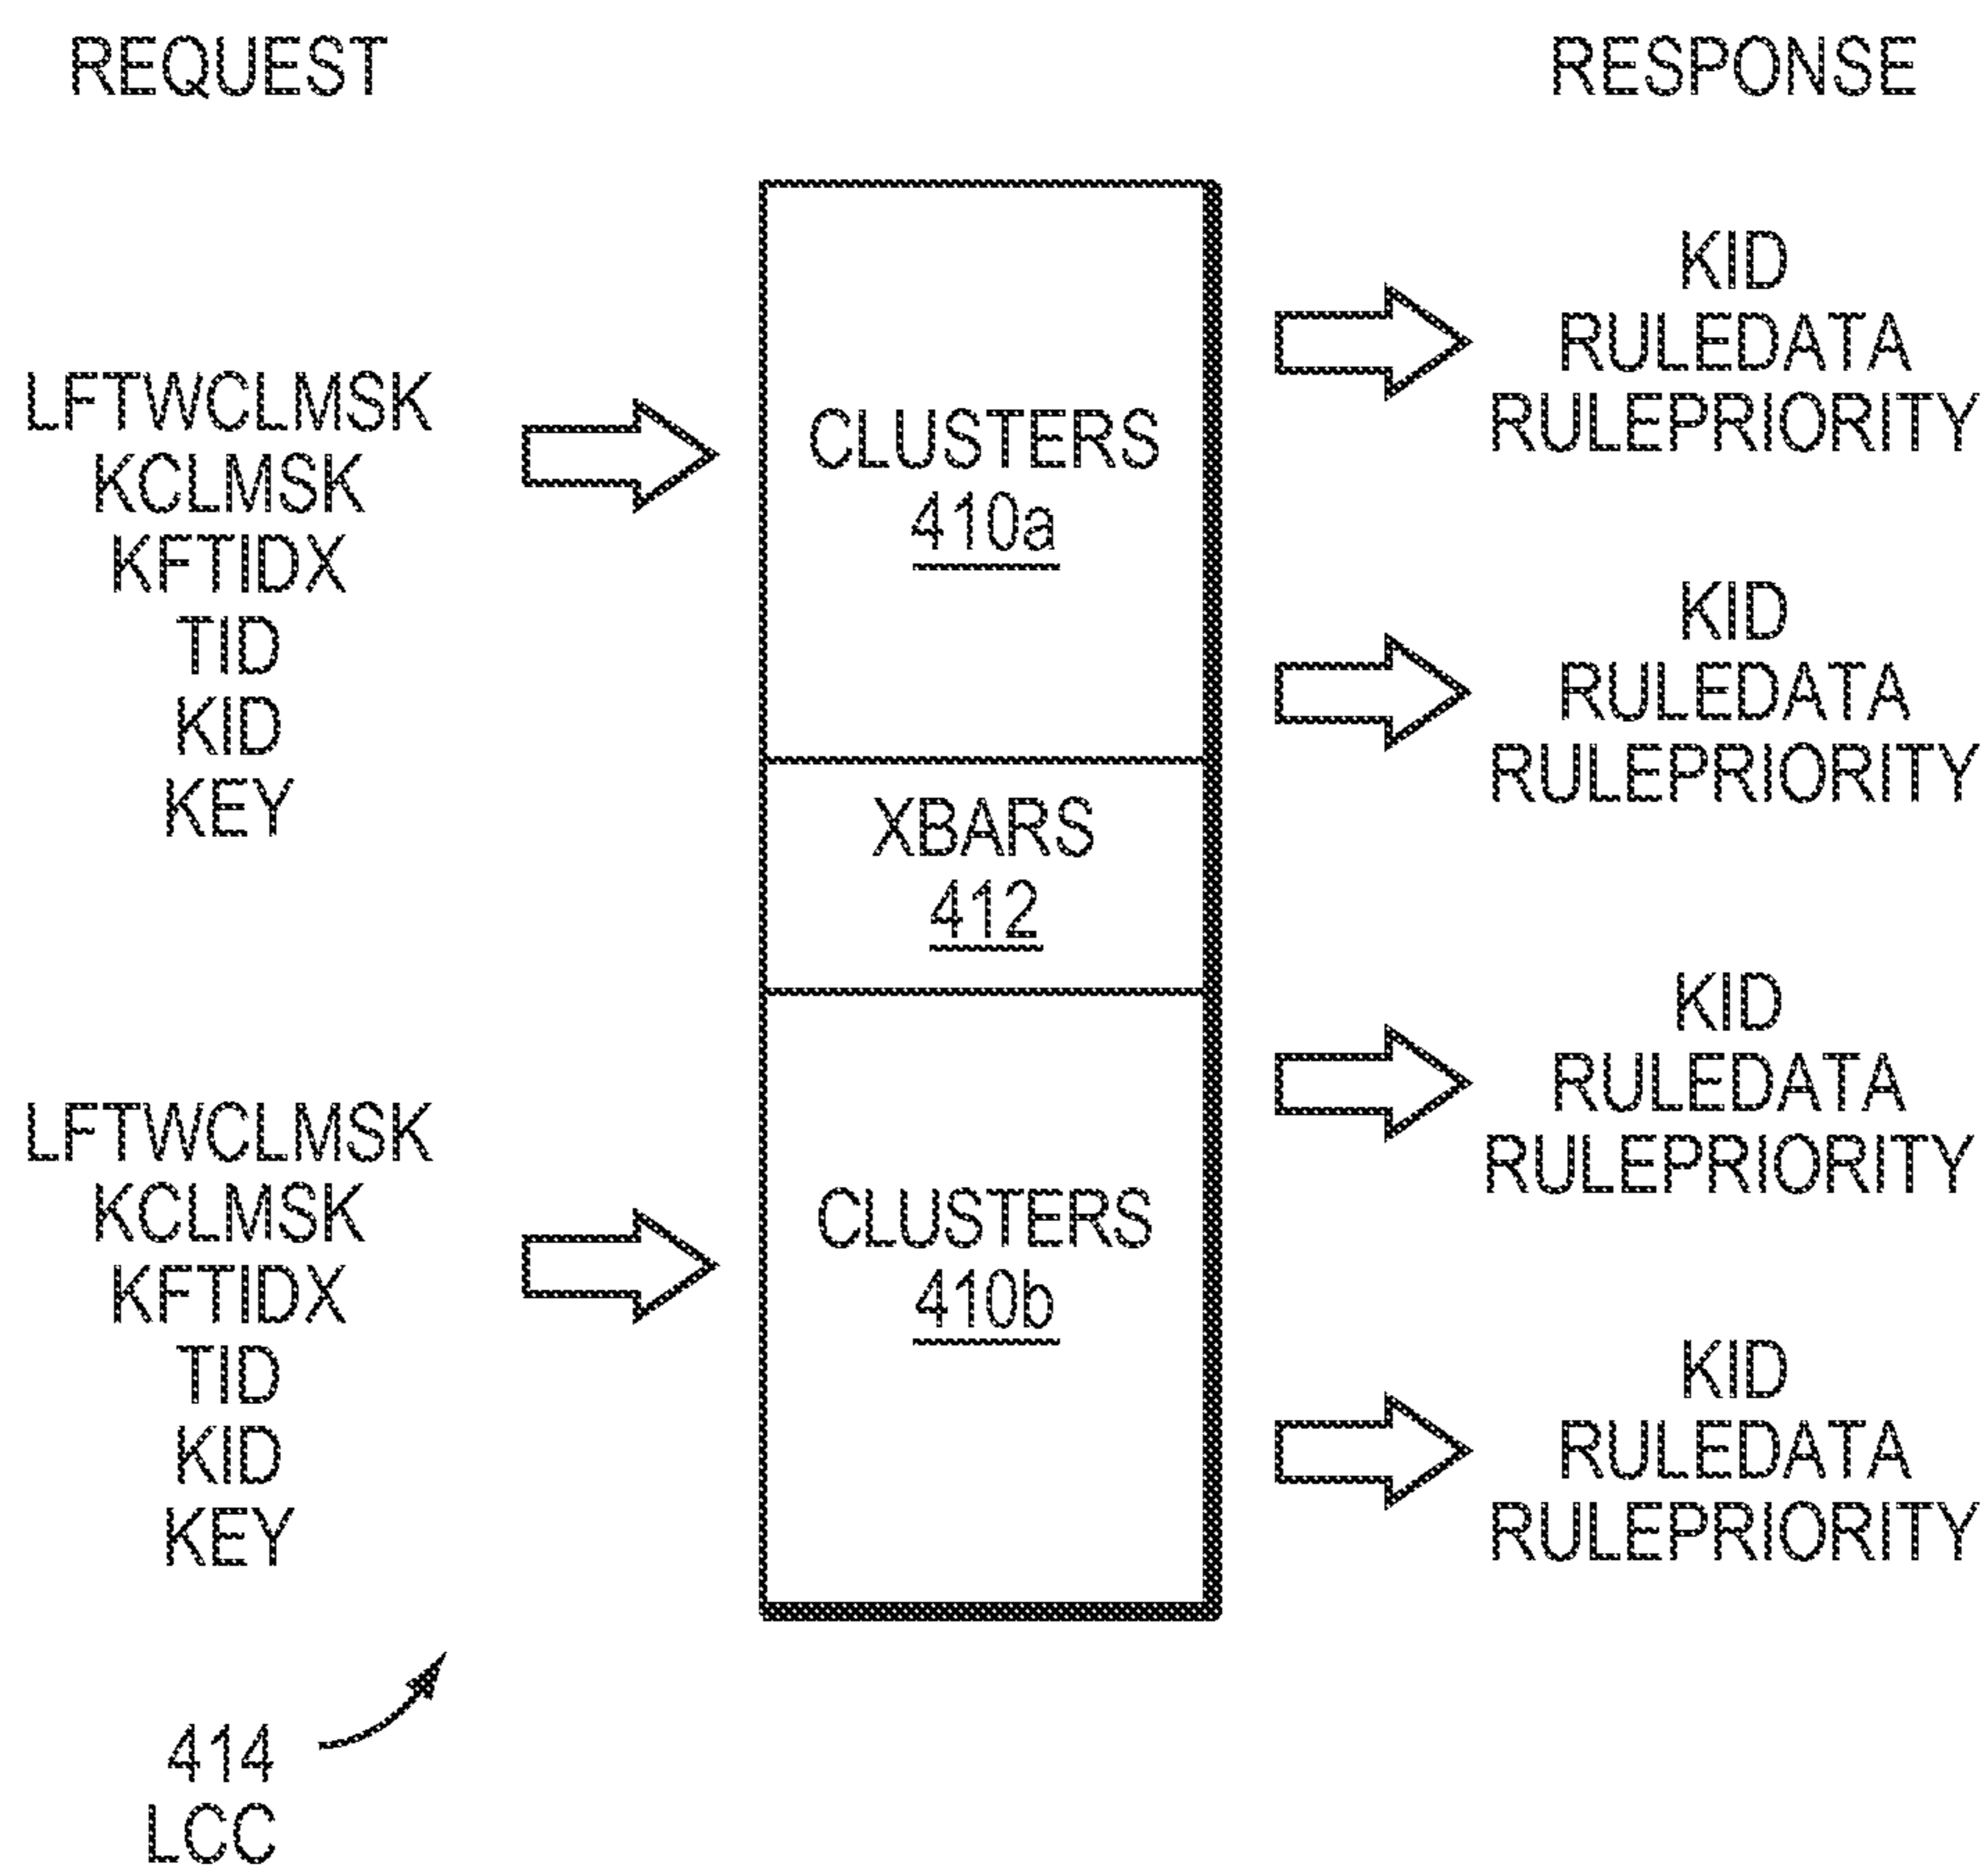 REQUEST
RESPONSE
LFTWCLMSK
KCLMSK
KFTIDX
TID
KID
KEY
LFTWCLMSK
KCLMSK
KFTIDX
TID
KID
KEY
414
LCC
CLUSTERS
410a
XBARS
412
CLUSTERS
410b
KID
RULEDATA
RULEPRIORITY
KID
RULEDATA
RULEPRIORITY
KID
RULEDATA
RULEPRIORITY
KID
RULEDATA
RULEPRIORITY